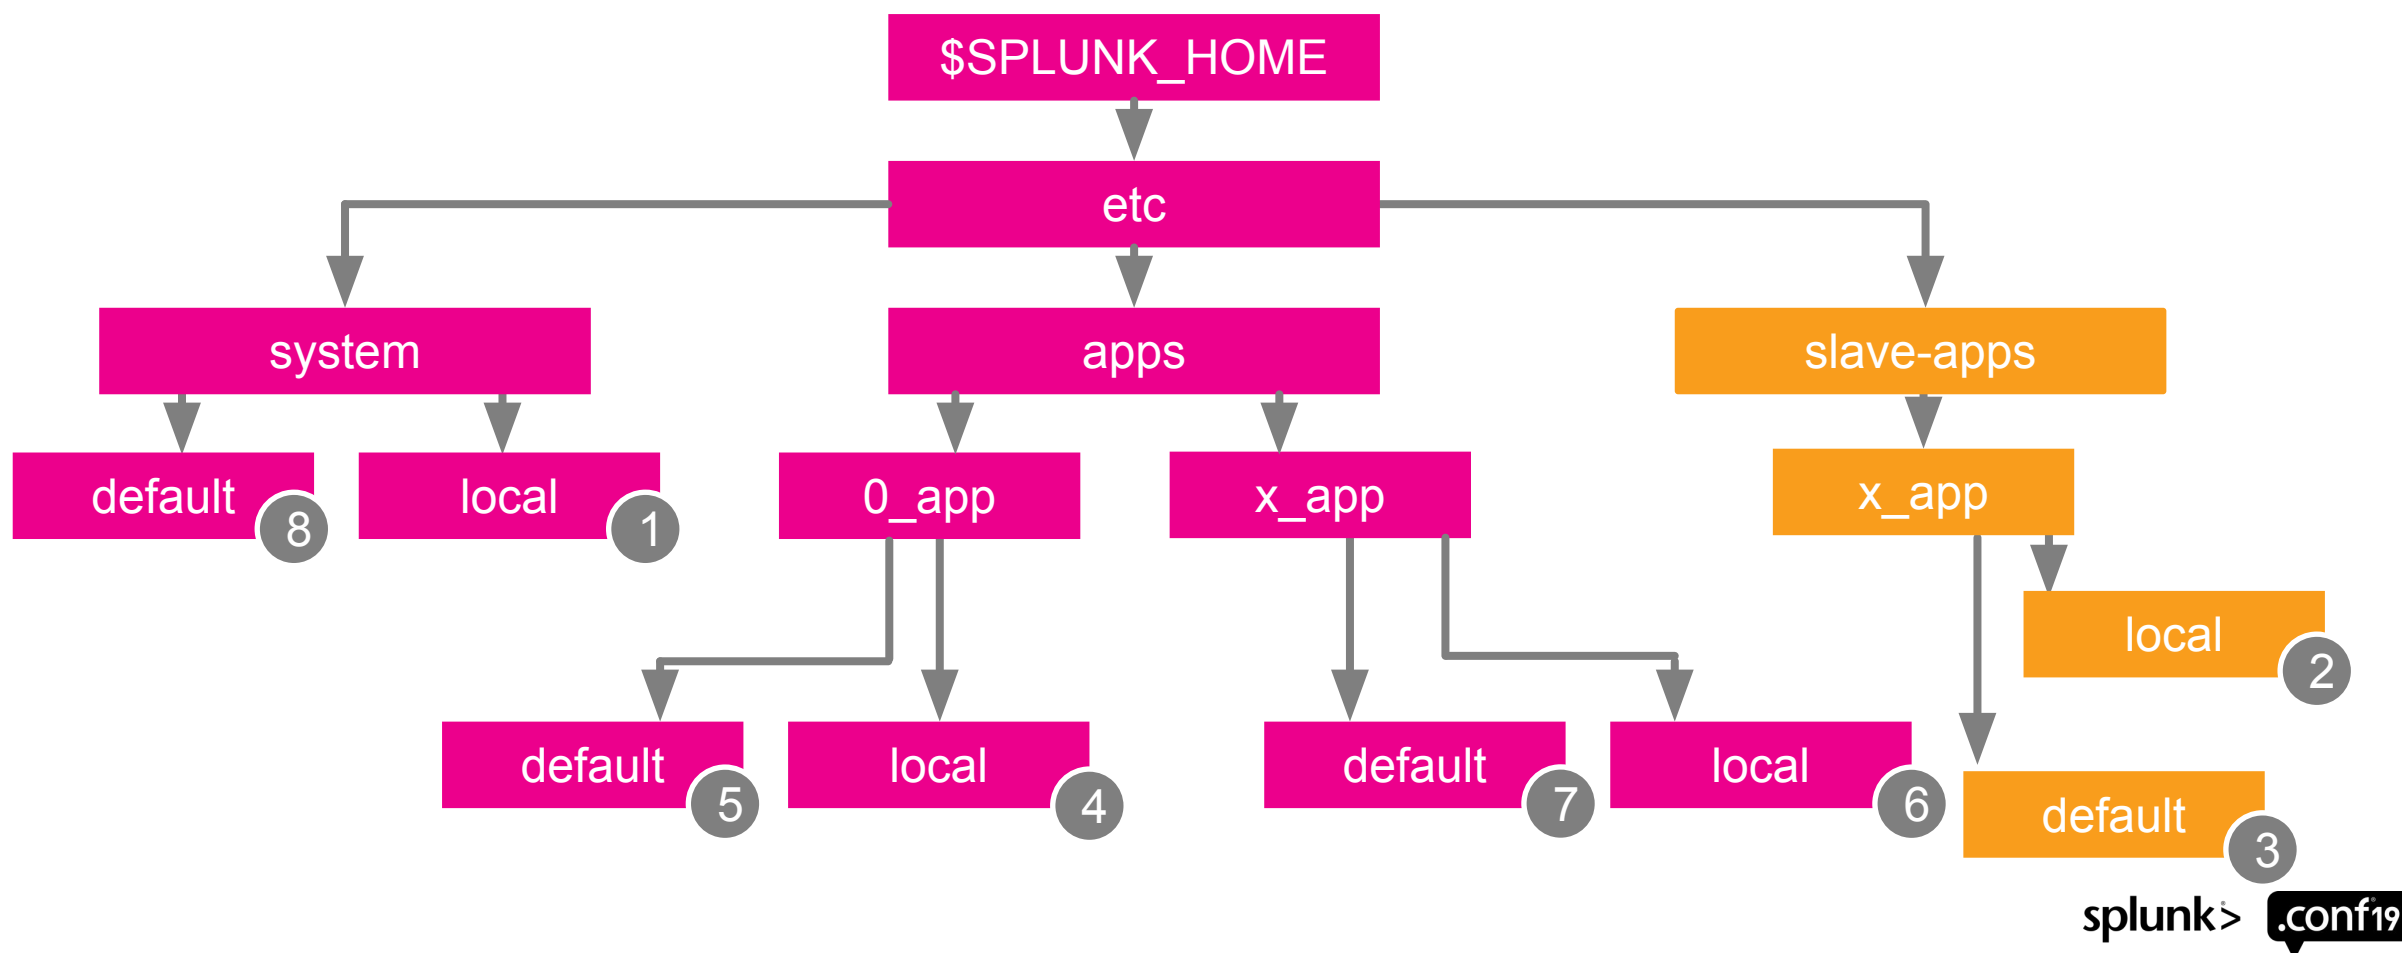 $SPLUNK_HOME
etc
system
apps
slave-apps
default
8
local
1
0_app
x_app
x_app
local
2
default
5
local
4
default
7
local
6
default
3
splunk>
.conf19